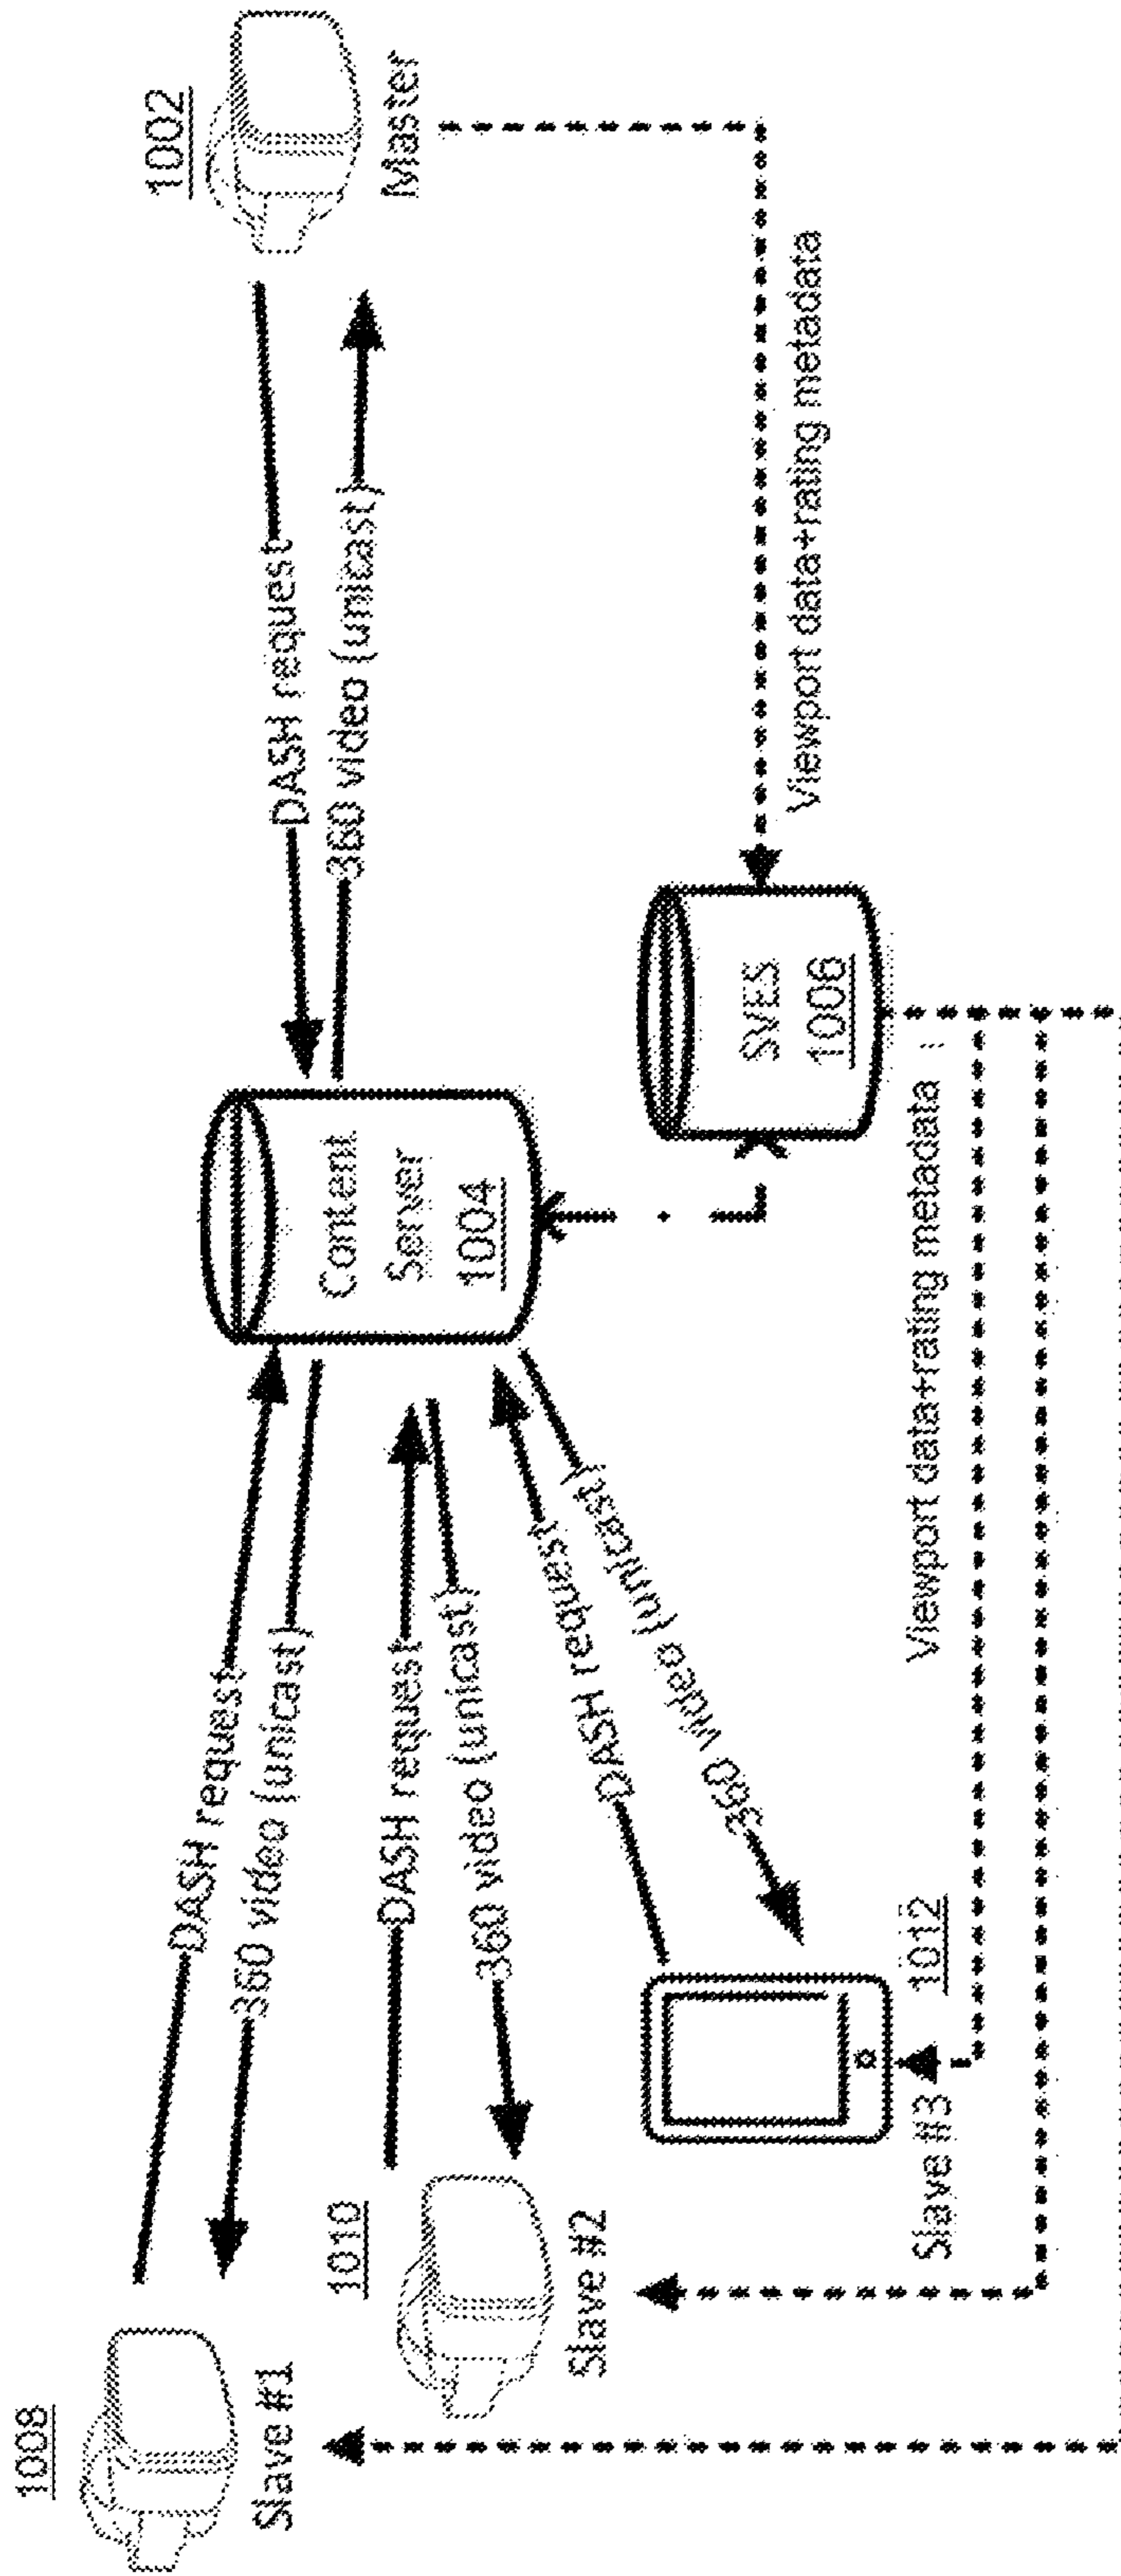 1008
Slave #1
DASH request
360 video (unicast)
1010
Slave #2
DASH request
360 video (unicast)
Slave #3
1012
DASH request
360 video (unicast)
Content
Server
1004
SVES
1006
Viewport data+rating metadata
DASH request
360 video (unicast)
1002
Master
Viewport data+rating metadata